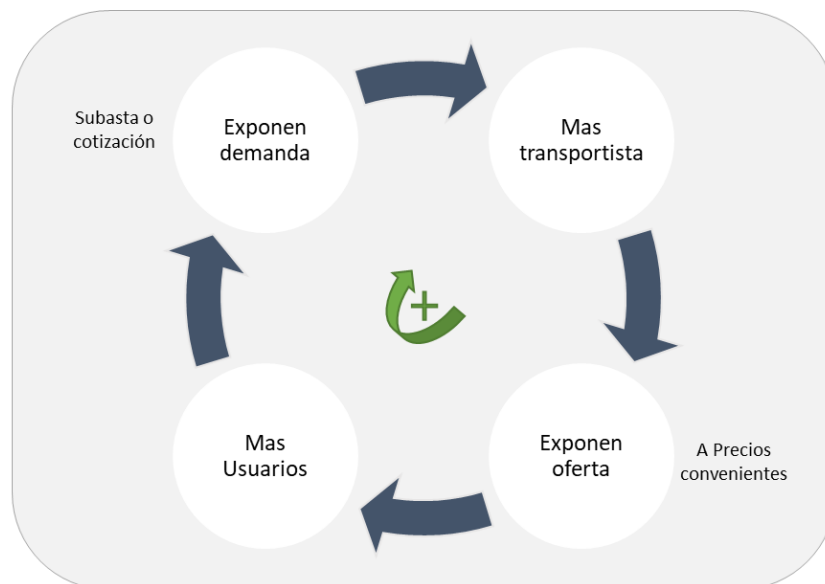 Subasta o
cotización
Exponen
demanda
Mas
transportista
+
Mas
Usuarios
Exponen
oferta
A Precios
convenientes